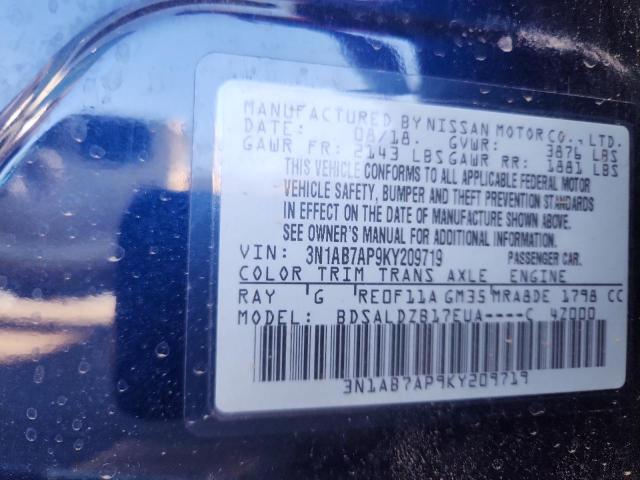 MANUFACTURED BY NISSAN MOTOR CO., LTD.
DATE: 08/18. GVWR: 3876 LBS
GAWR FR: 2143 LBS GAWR RR: 1881 LBS
THIS VEHICLE CONFORMS TO ALL APPLICABLE FEDERAL MOTOR
VEHICLE SAFETY, BUMPER AND THEFT PREVENTION STANDARDS
IN EFFECT ON THE DATE OF MANUFACTURE SHOWN ABOVE.
SEE OWNER'S MANUAL FOR ADDITIONAL INFORMATION.
VIN: 3N1AB7AP9KY209719 PASSENGER CAR.
COLOR TRIM TRANS AXLE ENGINE
RAY G RE0F11A GM35 MRA8DE 1798 CC
MODEL: BDSALDZB17EUA----C 4Z000
3N1AB7AP9KY209719